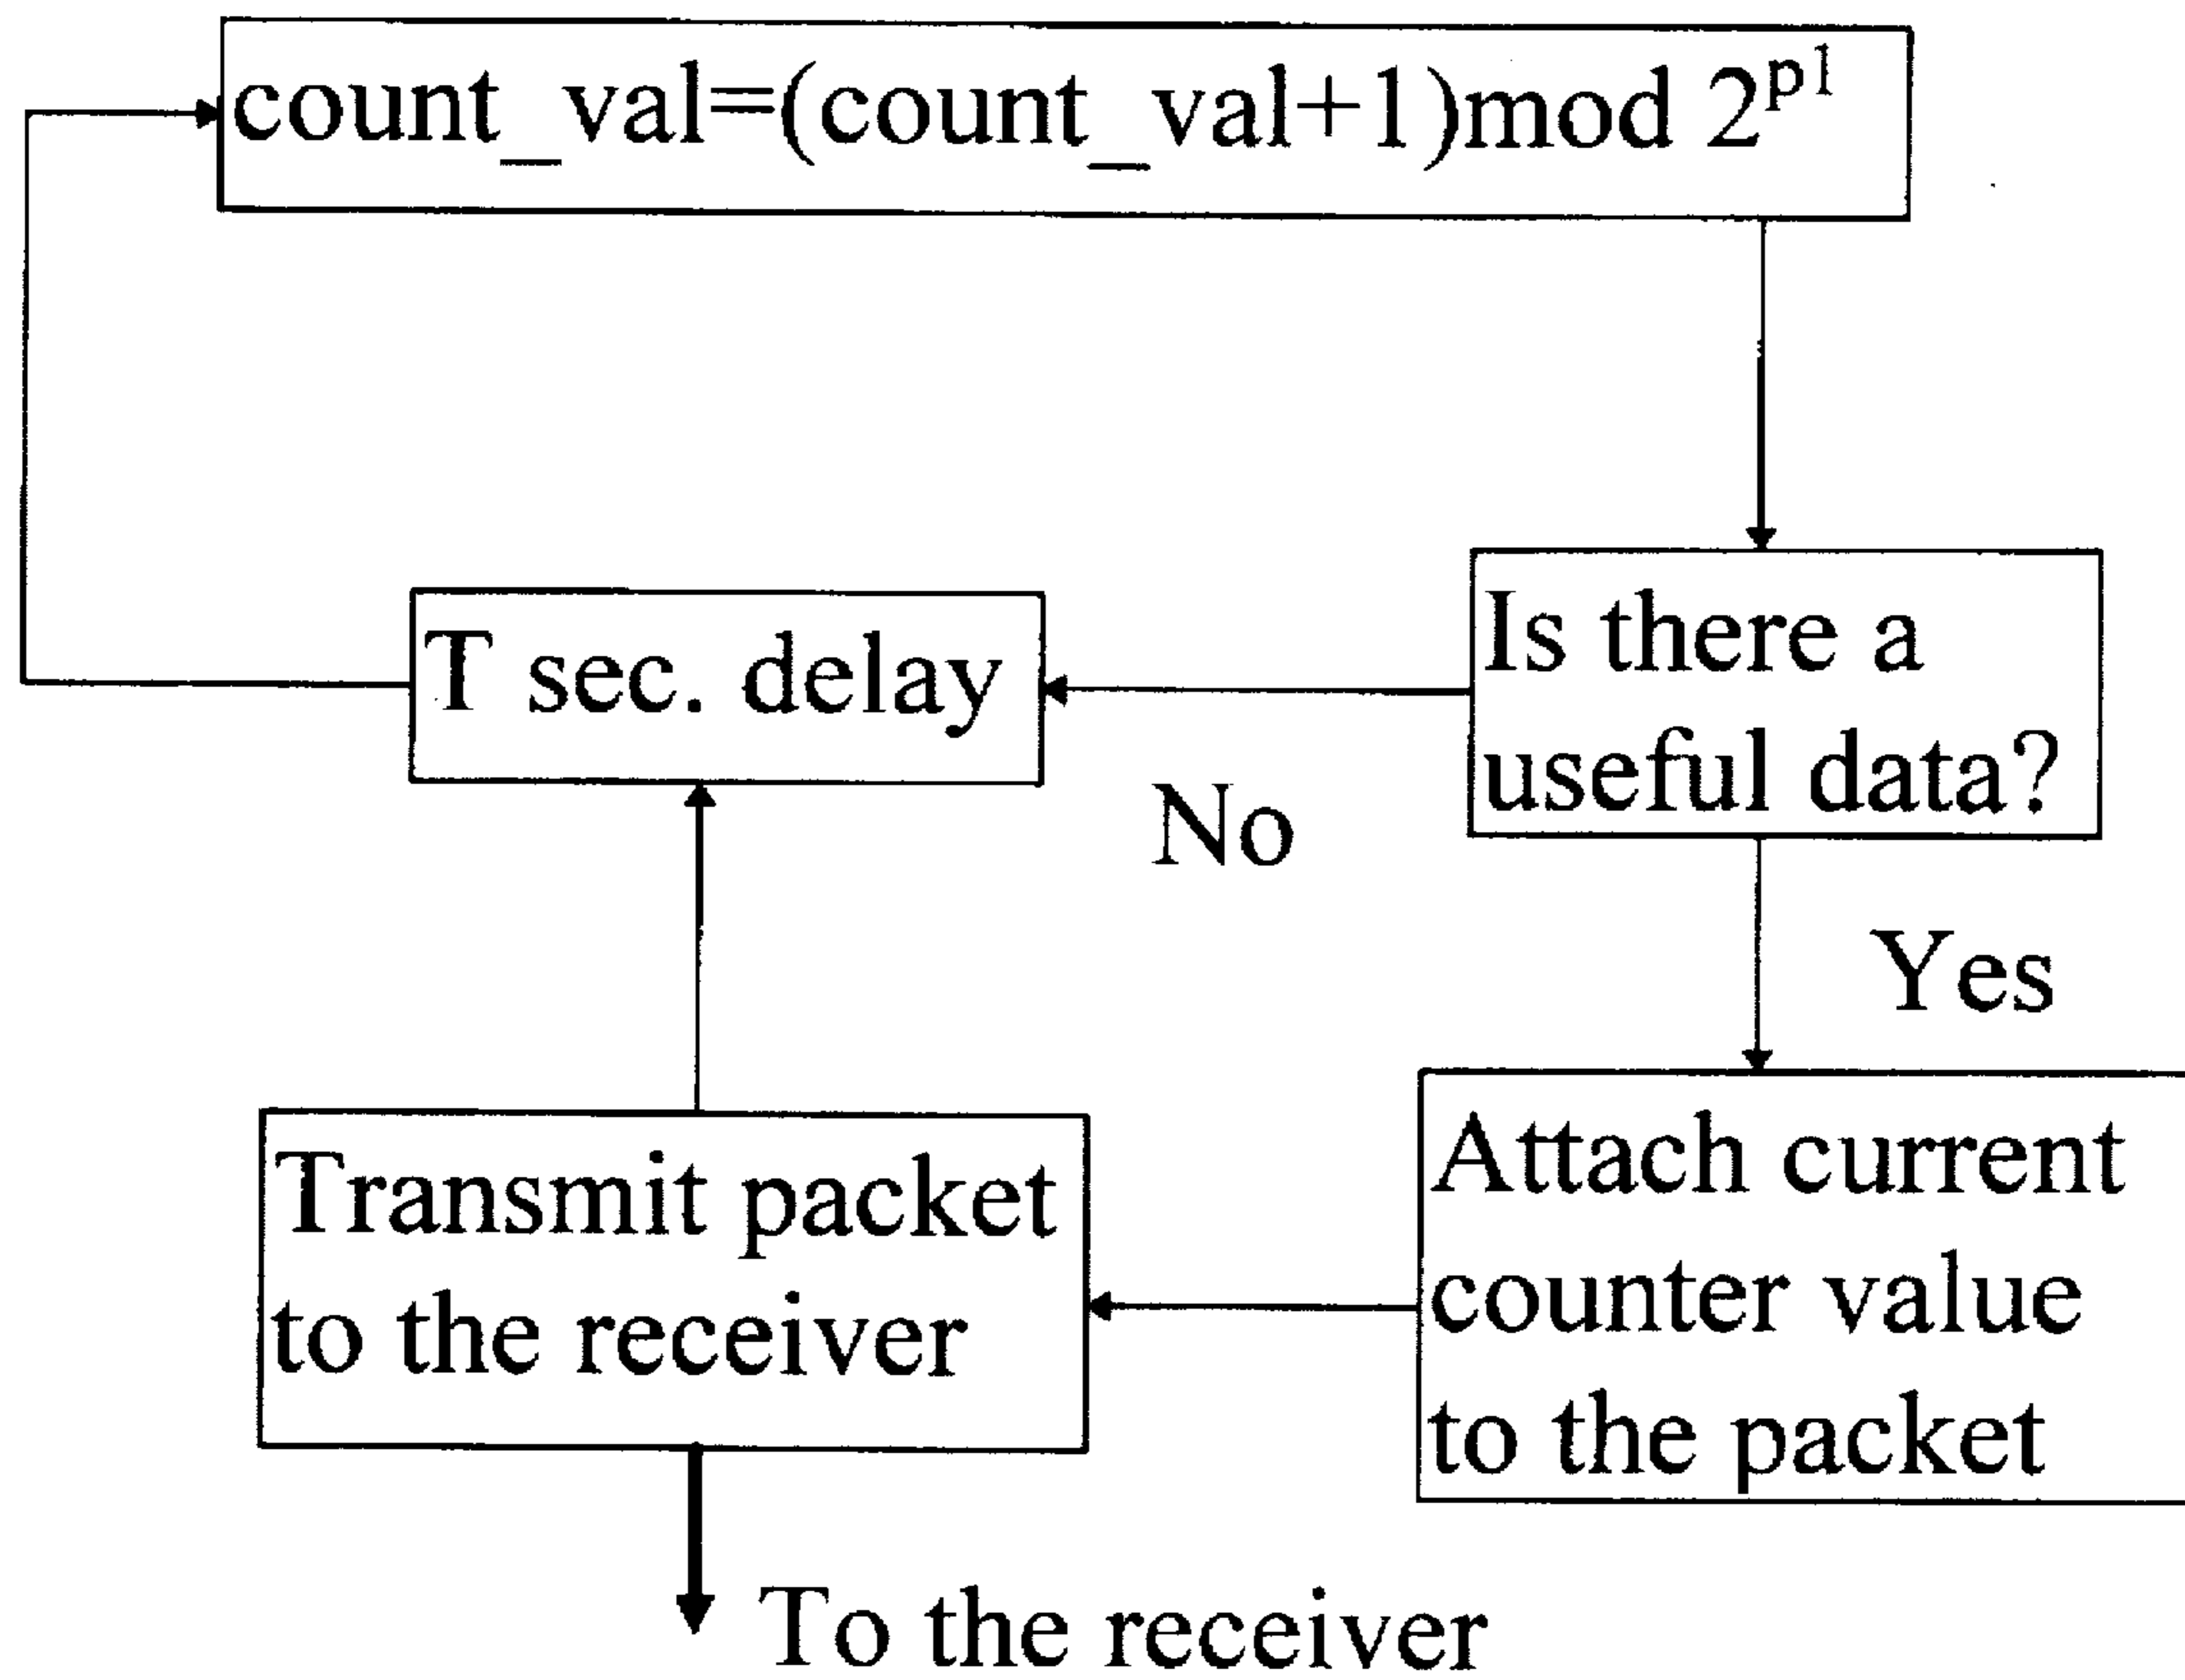 count_val=(count_val+1)mod 2^p1
Is there a
useful data?
T sec. delay
No
Yes
Attach current
counter value
to the packet
Transmit packet
to the receiver
To the receiver